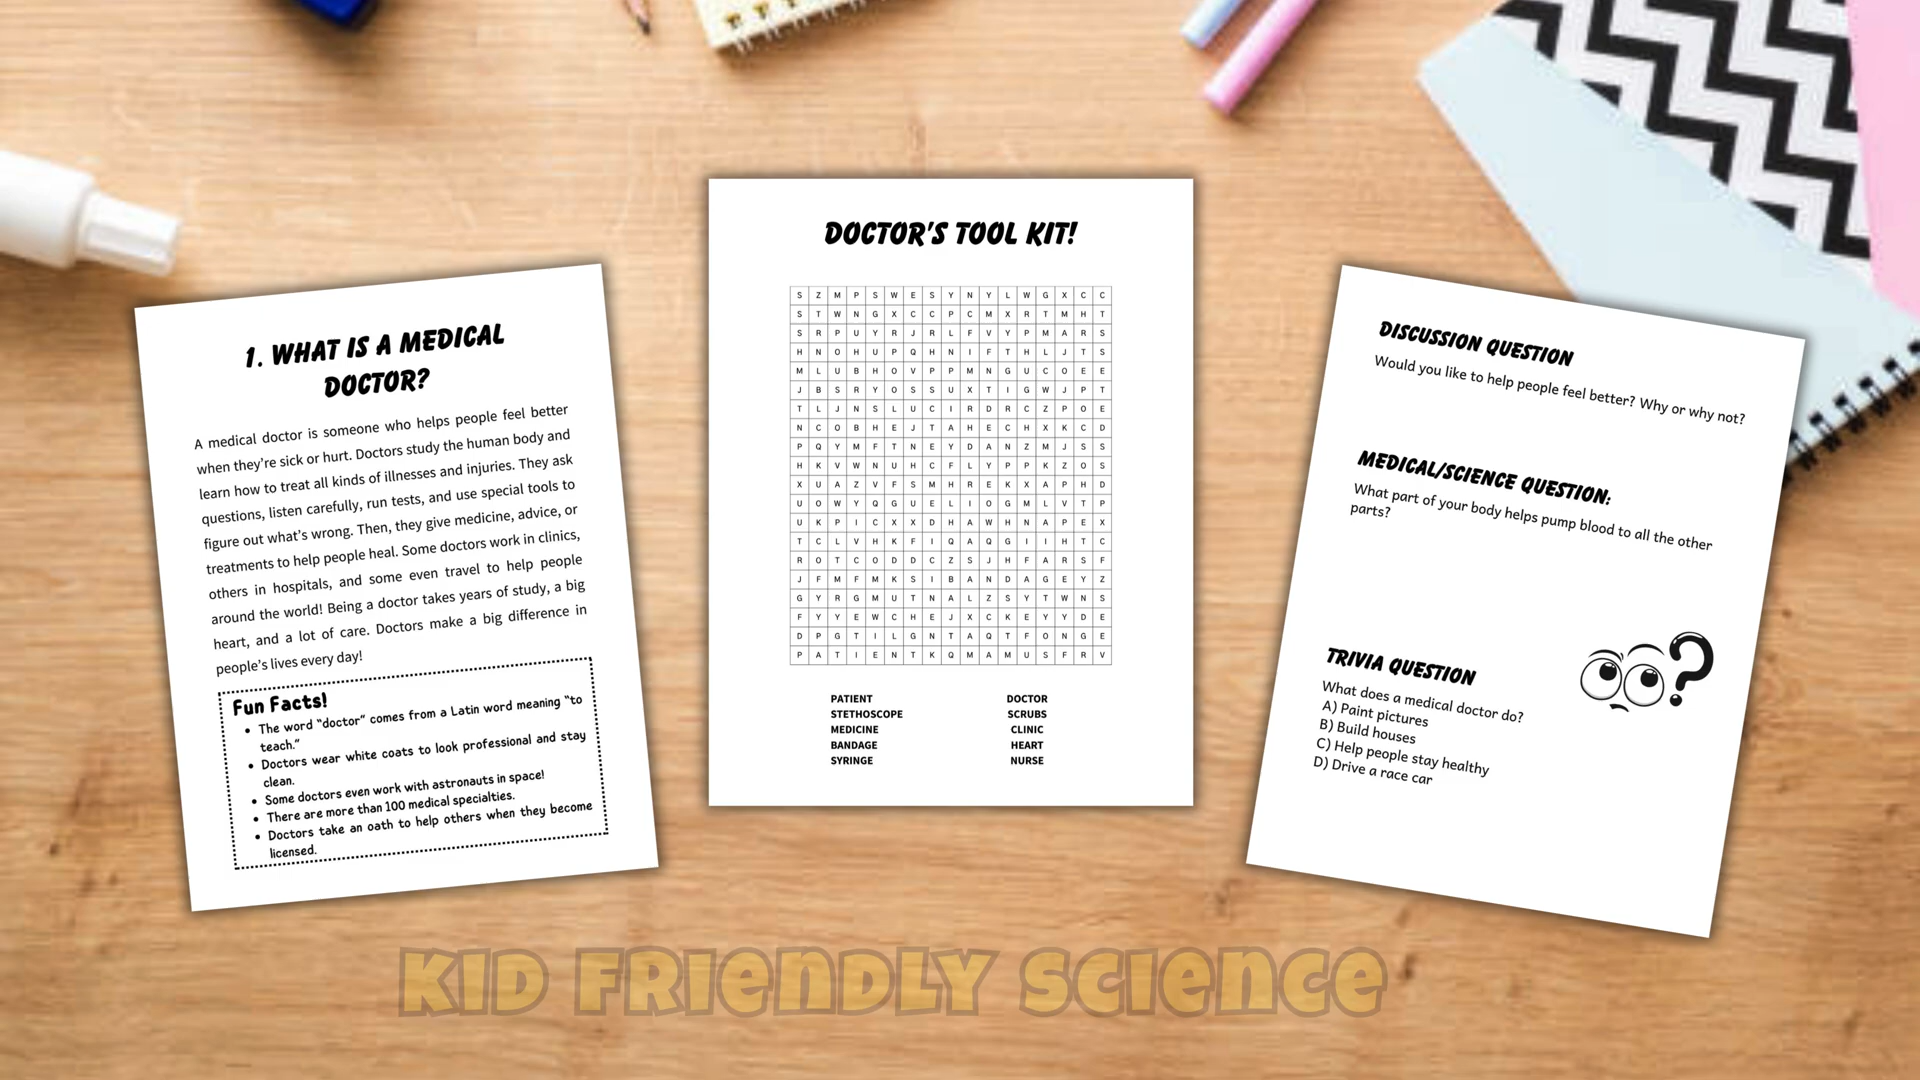 1. WHAT IS A MEDICAL
DOCTOR?
A medical doctor is someone who helps people feel better
when they're sick or hurt. Doctors study the human body and
learn how to treat all kinds of illnesses and injuries. They ask
questions, listen carefully, run tests, and use special tools to
figure out what's wrong. Then, they give medicine, advice, or
treatments to help people heal. Some doctors work in clinics,
others in hospitals, and some even travel to help people
around the world! Being a doctor takes years of study, a big
heart, and a lot of care. Doctors make a big difference in
people's lives every day!
Fun Facts!
• The word "doctor" comes from a Latin word meaning "to
teach."
• Doctors wear white coats to look professional and stay
clean.
• Some doctors even work with astronauts in space!
• There are more than 100 medical specialties.
• Doctors take an oath to help others when they become
licensed.
DOCTOR'S TOOL KIT!
S Z M P S W E S Y N Y L W G X C C
S T W N G X C C P C M X R T M H T
S R P U Y R J R L F V Y P M A R S
H N O H U P Q H N I F T H L J T S
M L U B H O V P P M N G U C O E E
J B S R Y O S S U X T I G W J P T
T L J N S L U C I R D R C Z P O E
N C O B H E J T A H E C H X K C D
P Q Y M F T N E Y D A N Z M J S S
H K V W N U H C F L Y P P K Z O S
X U A Z V F S M H R E K X A P H D
U O W Y Q G U E L I O G M L V T P
U K P I C X X D H A W H N A P E X
T C L V H K F I Q A Q G I I H T C
R O T C O D D C Z S J H F A R S F
J F M F M K S I B A N D A G E Y Z
G Y R G M U T N A L Z S Y T W N S
F Y Y E W C H E J X C K E Y Y D E
D P G T I L G N T A Q T F O N G E
P A T I E N T K Q M A M U S F R V
PATIENT DOCTOR
STETHOSCOPE SCRUBS
MEDICINE CLINIC
BANDAGE HEART
SYRINGE NURSE
DISCUSSION QUESTION
Would you like to help people feel better? Why or why not?
MEDICAL/SCIENCE QUESTION:
What part of your body helps pump blood to all the other
parts?
TRIVIA QUESTION
What does a medical doctor do?
A) Paint pictures
B) Build houses
C) Help people stay healthy
D) Drive a race car
KID FRIENDLY SCIENCE